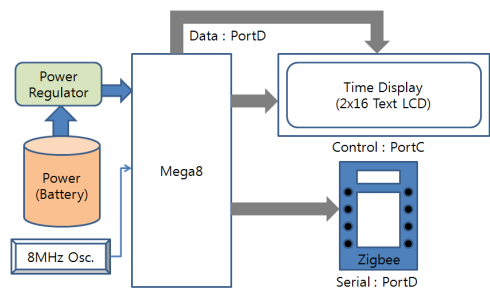 Data : PortD
Power
Regulator
Time Display
(2x16 Text LCD)
Control : PortC
Mega8
Power
(Battery)
8MHz Osc.
Zigbee
Serial : PortD